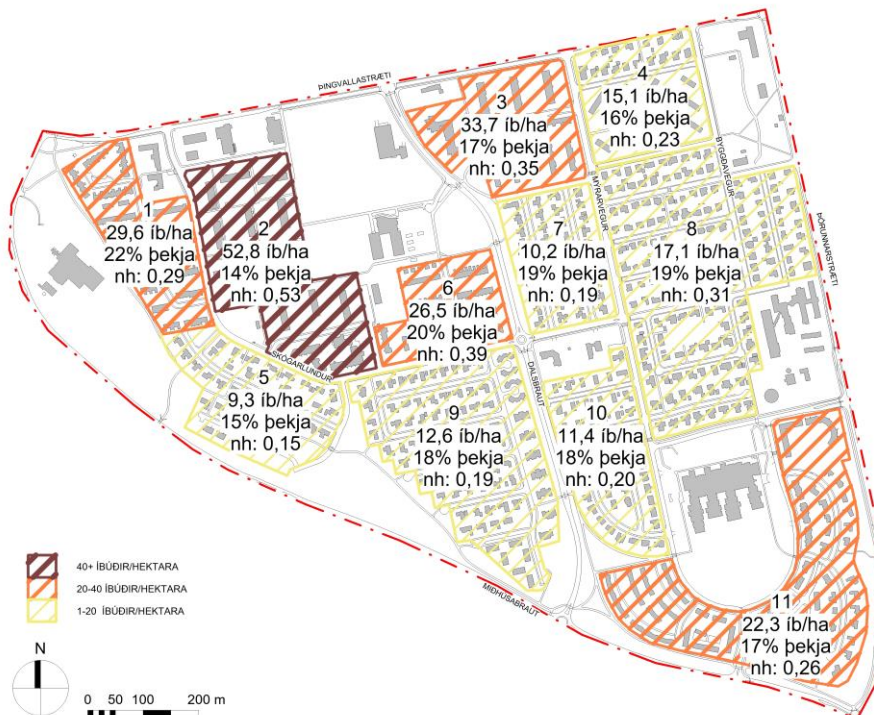 ÞINGVALLASTRÆTI
4
15,1 íb/ha
16% þekja
nh: 0,23
3
33,7 íb/ha
17% þekja
nh: 0,35
BYGGÐAVEGUR
MÝRARVEGUR
ÞÓRUNNARSTRÆTI
1
29,6 íb/ha
22% þekja
nh: 0,29
2
52,8 íb/ha
14% þekja
nh: 0,53
7
10,2 íb/ha
19% þekja
nh: 0,19
8
17,1 íb/ha
19% þekja
nh: 0,31
6
26,5 íb/ha
20% þekja
nh: 0,39
SKÓGARLUNDUR
DALSBRAUT
5
9,3 íb/ha
15% þekja
nh: 0,15
9
12,6 íb/ha
18% þekja
nh: 0,19
10
11,4 íb/ha
18% þekja
nh: 0,20
40+ ÍBÚÐIR/HEKTARA
20-40 ÍBÚÐIR/HEKTARA
1-20 ÍBÚÐIR/HEKTARA
MIÐHUSABRAUT
11
22,3 íb/ha
17% þekja
nh: 0,26
N
0 50 100 200 m